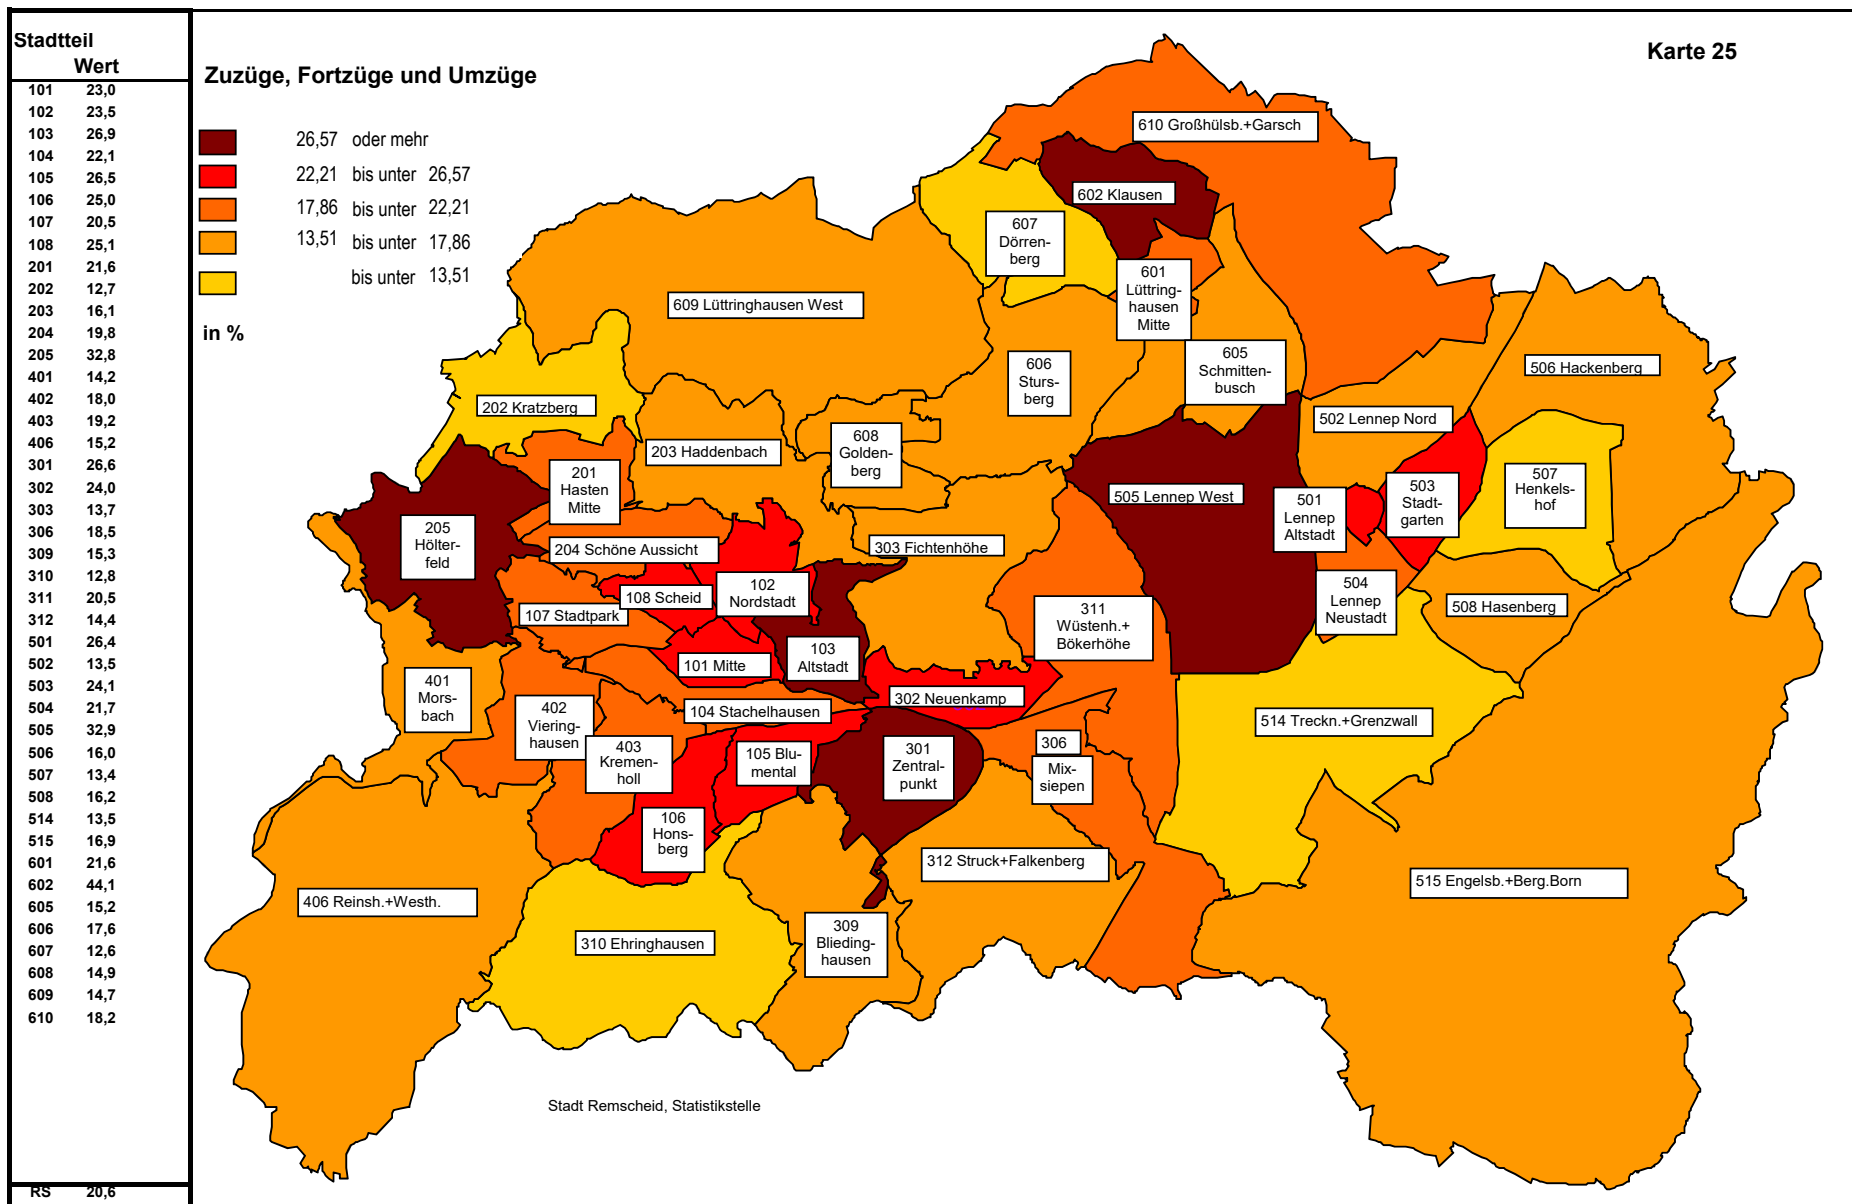 Stadtteil
Wert
101 23,0
102 23,5
103 26,9
104 22,1
105 26,5
106 25,0
107 20,5
108 25,1
201 21,6
202 12,7
203 16,1
204 19,8
205 32,8
401 14,2
402 18,0
403 19,2
406 15,2
301 26,6
302 24,0
303 13,7
306 18,5
309 15,3
310 12,8
311 20,5
312 14,4
501 26,4
502 13,5
503 24,1
504 21,7
505 32,9
506 16,0
507 13,4
508 16,2
514 13,5
515 16,9
601 21,6
602 44,1
605 15,2
606 17,6
607 12,6
608 14,9
609 14,7
610 18,2
RS 20,6
Karte 25
Zuzüge, Fortzüge und Umzüge
26,57 oder mehr
22,21 bis unter 26,57
17,86 bis unter 22,21
13,51 bis unter 17,86
bis unter 13,51
in %
610 Großhülsb.+Garsch
602 Klausen
607
Dörren-
berg
601
Lüttring-
hausen
Mitte
609 Lüttringhausen West
605
Schmitten-
busch
606
Sturs-
berg
506 Hackenberg
202 Kratzberg
502 Lennep Nord
608
Golden-
berg
203 Haddenbach
201
Hasten
Mitte
507
Henkels-
hof
503
Stadt-
garten
505 Lennep West
501
Lennep
Altstadt
205
Hölter-
feld
204 Schöne Aussicht
303 Fichtenhöhe
102
Nordstadt
108 Scheid
504
Lennep
Neustadt
508 Hasenberg
107 Stadtpark
311
Wüstenh.+
Bökerhöhe
103
Altstadt
101 Mitte
401
Mors-
bach
302 Neuenkamp
402
Viering-
hausen
104 Stachelhausen
514 Treckn.+Grenzwall
403
Kremen-
holl
105 Blu-
mental
301
Zentral-
punkt
306
Mix-
siepen
106
Hons-
berg
312 Struck+Falkenberg
515 Engelsb.+Berg.Born
406 Reinsh.+Westh.
309
Blieding-
hausen
310 Ehringhausen
Stadt Remscheid, Statistikstelle